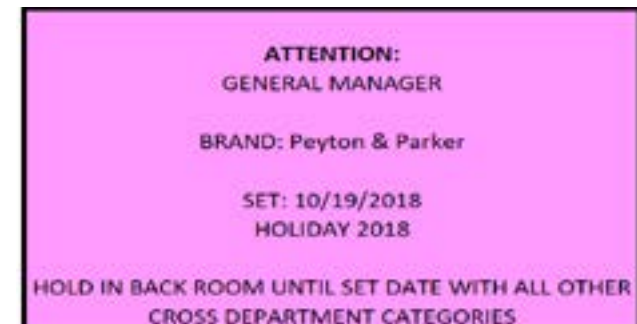 ATTENTION:
GENERAL MANAGER
BRAND: Peyton & Parker
SET: 10/19/2018
HOLIDAY 2018
HOLD IN BACK ROOM UNTIL SET DATE WITH ALL OTHER
CROSS DEPARTMENT CATEGORIES